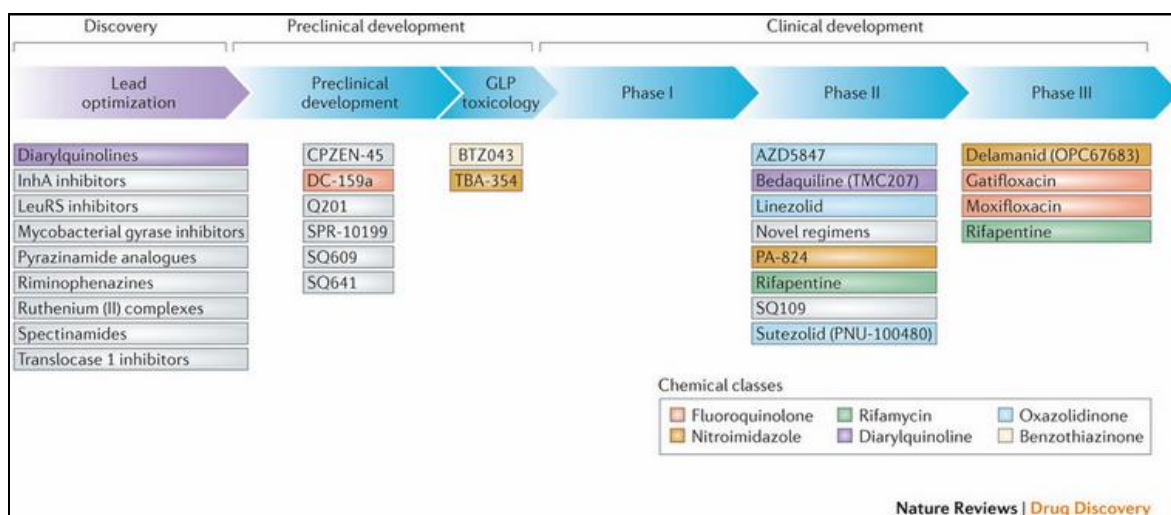 Discovery
Preclinical development
Clinical development
Lead
optimization
Preclinical
development
GLP
toxicology
Phase I
Phase II
Phase III
Diarylquinolines
InhA inhibitors
LeuRS inhibitors
Mycobacterial gyrase inhibitors
Pyrazinamide analogues
Riminophenazines
Ruthenium (II) complexes
Spectinamides
Translocase 1 inhibitors
CPZEN-45
DC-159a
Q201
SPR-10199
SQ609
SQ641
BTZ043
TBA-354
AZD5847
Bedaquiline (TMC207)
Linezolid
Novel regimens
PA-824
Rifapentine
SQ109
Sutezolid (PNU-100480)
Delamanid (OPC67683)
Gatifloxacin
Moxifloxacin
Rifapentine
Chemical classes
Fluoroquinolone
Rifamycin
Oxazolidinone
Nitroimidazole
Diarylquinoline
Benzothiazinone
Nature Reviews | Drug Discovery